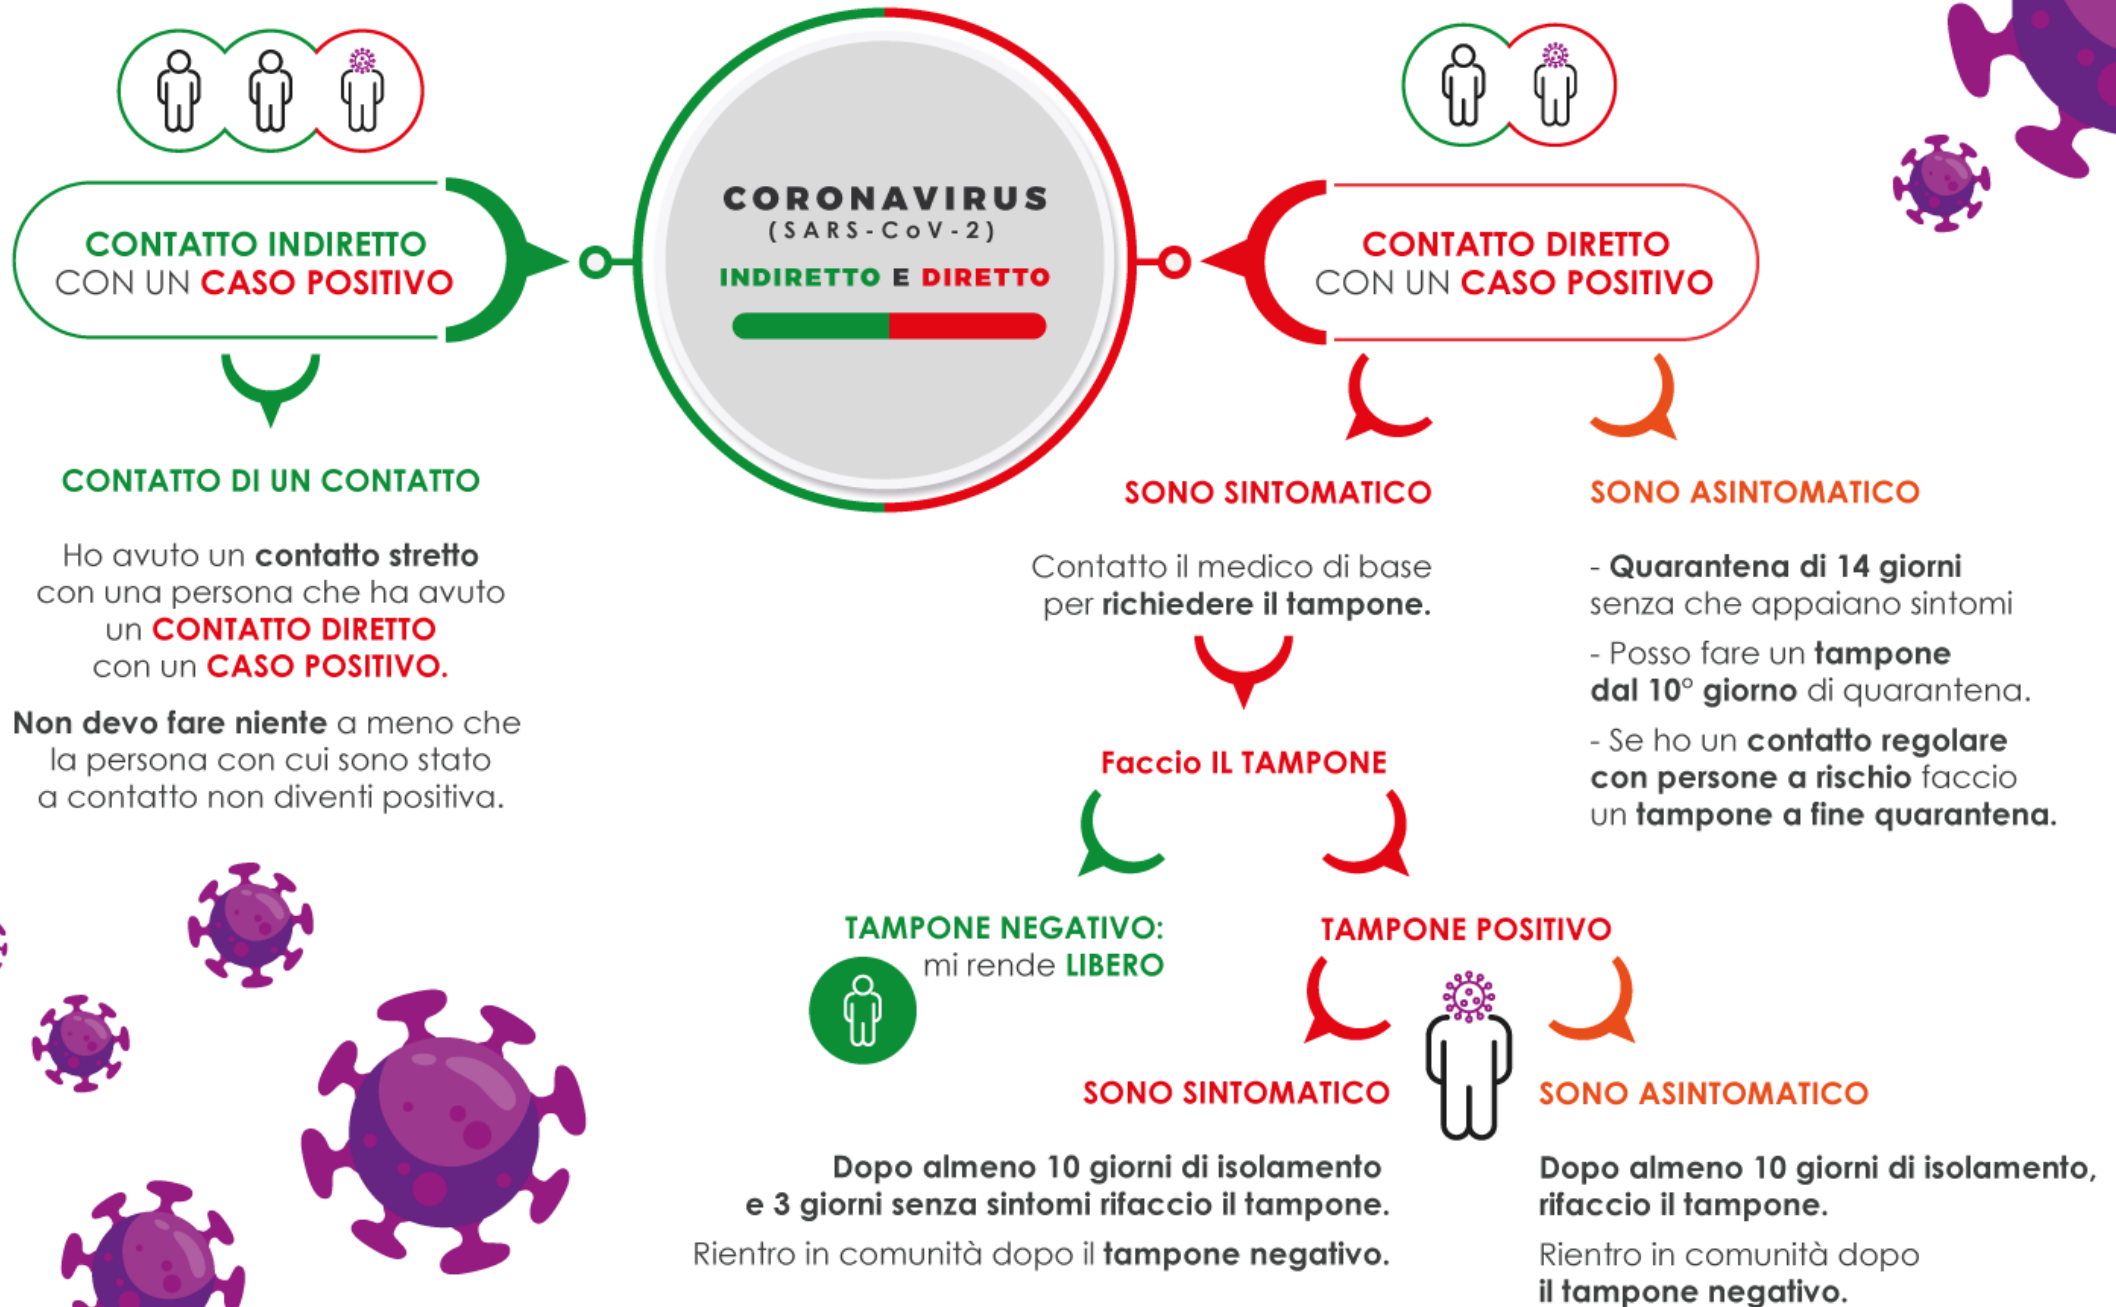 CORONAVIRUS
(SARS-CoV-2)
INDIRETTO E DIRETTO
CONTATTO INDIRETTO
CON UN CASO POSITIVO
CONTATTO DI UN CONTATTO
Ho avuto un contatto stretto
con una persona che ha avuto
un CONTATTO DIRETTO
con un CASO POSITIVO.
Non devo fare niente a meno che
la persona con cui sono stato
a contatto non diventi positiva.
CONTATTO DIRETTO
CON UN CASO POSITIVO
SONO SINTOMATICO
Contatto il medico di base
per richiedere il tampone.
Faccio IL TAMPONE
TAMPONE NEGATIVO:
mi rende LIBERO
TAMPONE POSITIVO
SONO SINTOMATICO
Dopo almeno 10 giorni di isolamento
e 3 giorni senza sintomi rifaccio il tampone.
Rientro in comunità dopo il tampone negativo.
SONO ASINTOMATICO
Dopo almeno 10 giorni di isolamento,
rifaccio il tampone.
Rientro in comunità dopo
il tampone negativo.
SONO ASINTOMATICO
- Quarantena di 14 giorni
senza che appaiano sintomi
- Posso fare un tampone
dal 10° giorno di quarantena.
- Se ho un contatto regolare
con persone a rischio faccio
un tampone a fine quarantena.